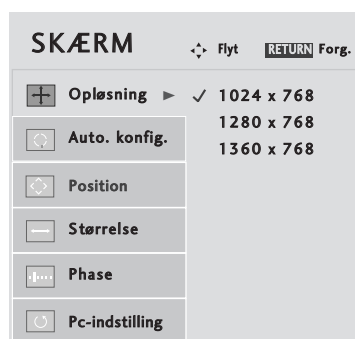 SKÆRM
Flyt RETURN Forg.
Opløsning
1024 x 768
1280 x 768
1360 x 768
Auto. konfig.
Position
Størrelse
Phase
Pc-indstilling